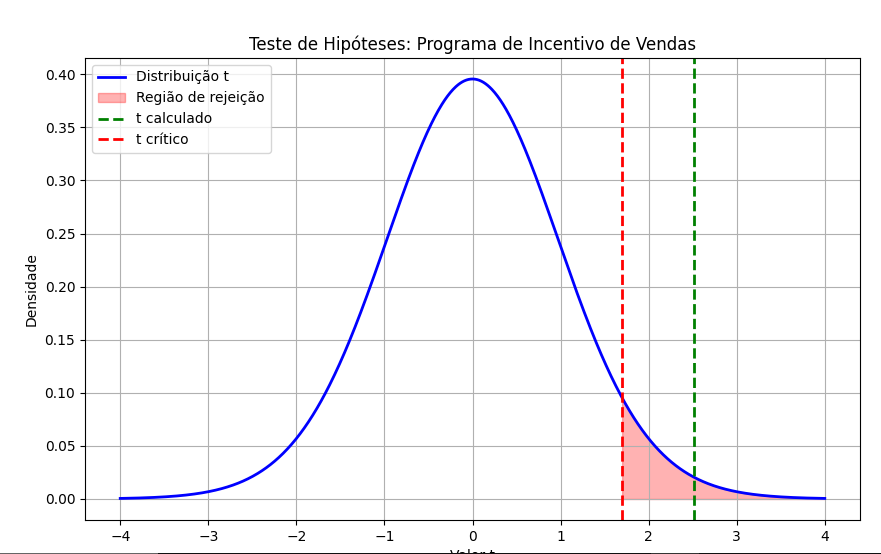 Teste de Hipóteses: Programa de Incentivo de Vendas
Distribuição t
Região de rejeição
t calculado
t crítico
0.40
0.35
0.30
0.25
0.20
0.15
0.10
0.05
0.00
Densidade
−4
−3
−2
−1
0
1
2
3
4
Valor t